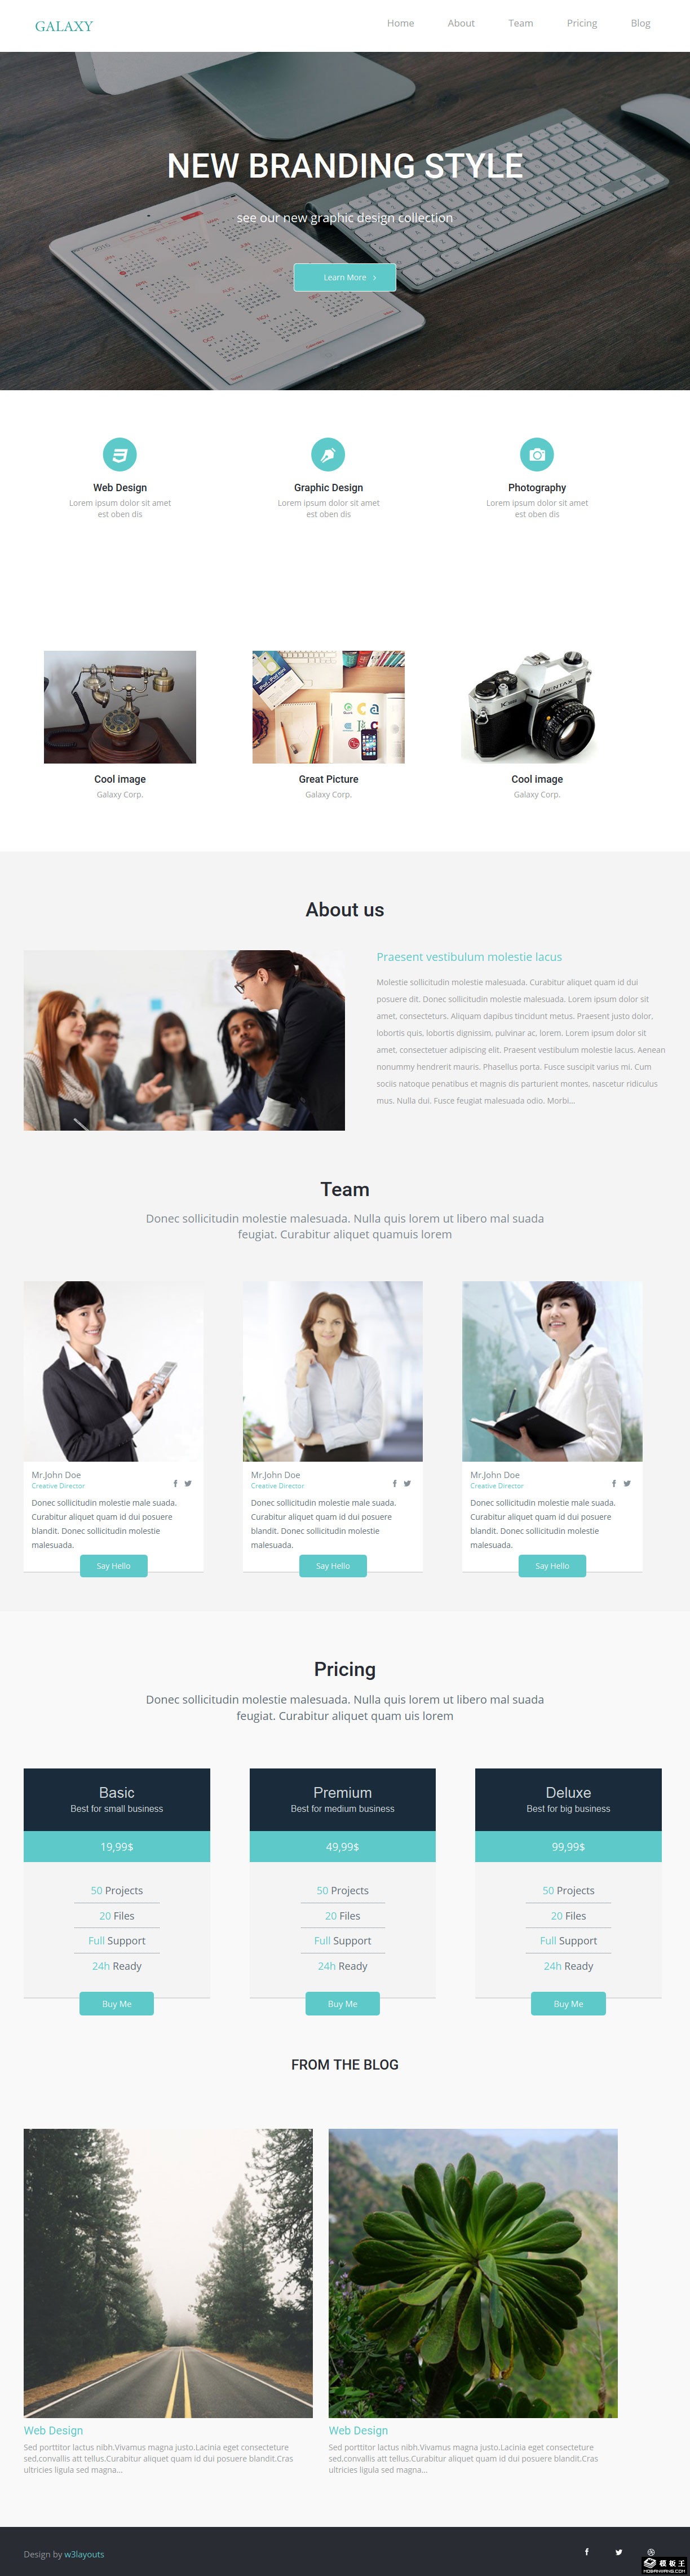 GALAXY
Home About Team Pricing Blog
NEW BRANDING STYLE
see our new graphic design collection
Learn More
Web Design
Lorem ipsum dolor sit amet
est oben dis
Graphic Design
Lorem ipsum dolor sit amet
est oben dis
Photography
Lorem ipsum dolor sit amet
est oben dis
PENTAX
Cool image
Galaxy Corp.
Great Picture
Galaxy Corp.
Cool image
Galaxy Corp.
About us
Praesent vestibulum molestie lacus
Molestie sollicitudin molestie malesuada. Curabitur aliquet quam id dui
posuere dit. Donec sollicitudin molestie malesuada. Lorem ipsum dolor sit
amet, consecteturs. Aliquam dapibus tincidunt metus. Praesent justo dolor,
lobortis quis, lobortis dignissim, pulvinar ac, lorem. Lorem ipsum dolor sit
amet, consectetuer adipiscing elit. Praesent vestibulum molestie lacus. Aenean
nonummy hendrerit mauris. Phasellus porta. Fusce suscipit varius mi. Cum
sociis natoque penatibus et magnis dis parturient montes, nascetur ridiculus
mus. Nulla dui. Fusce feugiat malesuada odio. Morbi...
Team
Donec sollicitudin molestie malesuada. Nulla quis lorem ut libero mal suada
feugiat. Curabitur aliquet quamuis lorem
Mr.John Doe
Creative Director
Donec sollicitudin molestie male suada.
Curabitur aliquet quam id dui posuere
blandit. Donec sollicitudin molestie
malesuada.
Say Hello
Mr.John Doe
Creative Director
Donec sollicitudin molestie male suada.
Curabitur aliquet quam id dui posuere
blandit. Donec sollicitudin molestie
malesuada.
Say Hello
Mr.John Doe
Creative Director
Donec sollicitudin molestie male suada.
Curabitur aliquet quam id dui posuere
blandit. Donec sollicitudin molestie
malesuada.
Say Hello
Pricing
Donec sollicitudin molestie malesuada. Nulla quis lorem ut libero mal suada
feugiat. Curabitur aliquet quam uis lorem
Basic
Best for small business
19,99$
50 Projects
20 Files
Full Support
24h Ready
Buy Me
Premium
Best for medium business
49,99$
50 Projects
20 Files
Full Support
24h Ready
Buy Me
Deluxe
Best for big business
99,99$
50 Projects
20 Files
Full Support
24h Ready
Buy Me
FROM THE BLOG
Web Design
Sed porttitor lactus nibh.Vivamus magna justo.Lacinia eget consecteture
sed,convallis att tellus.Curabitur aliquet quam id dui posuere blandit.Cras
ultricies ligula sed magna...
Web Design
Sed porttitor lactus nibh.Vivamus magna justo.Lacinia eget consecteture
sed,convallis att tellus.Curabitur aliquet quam id dui posuere blandit.Cras
ultricies ligula sed magna...
Design by w3layouts
模板王
MOBANWANG.COM